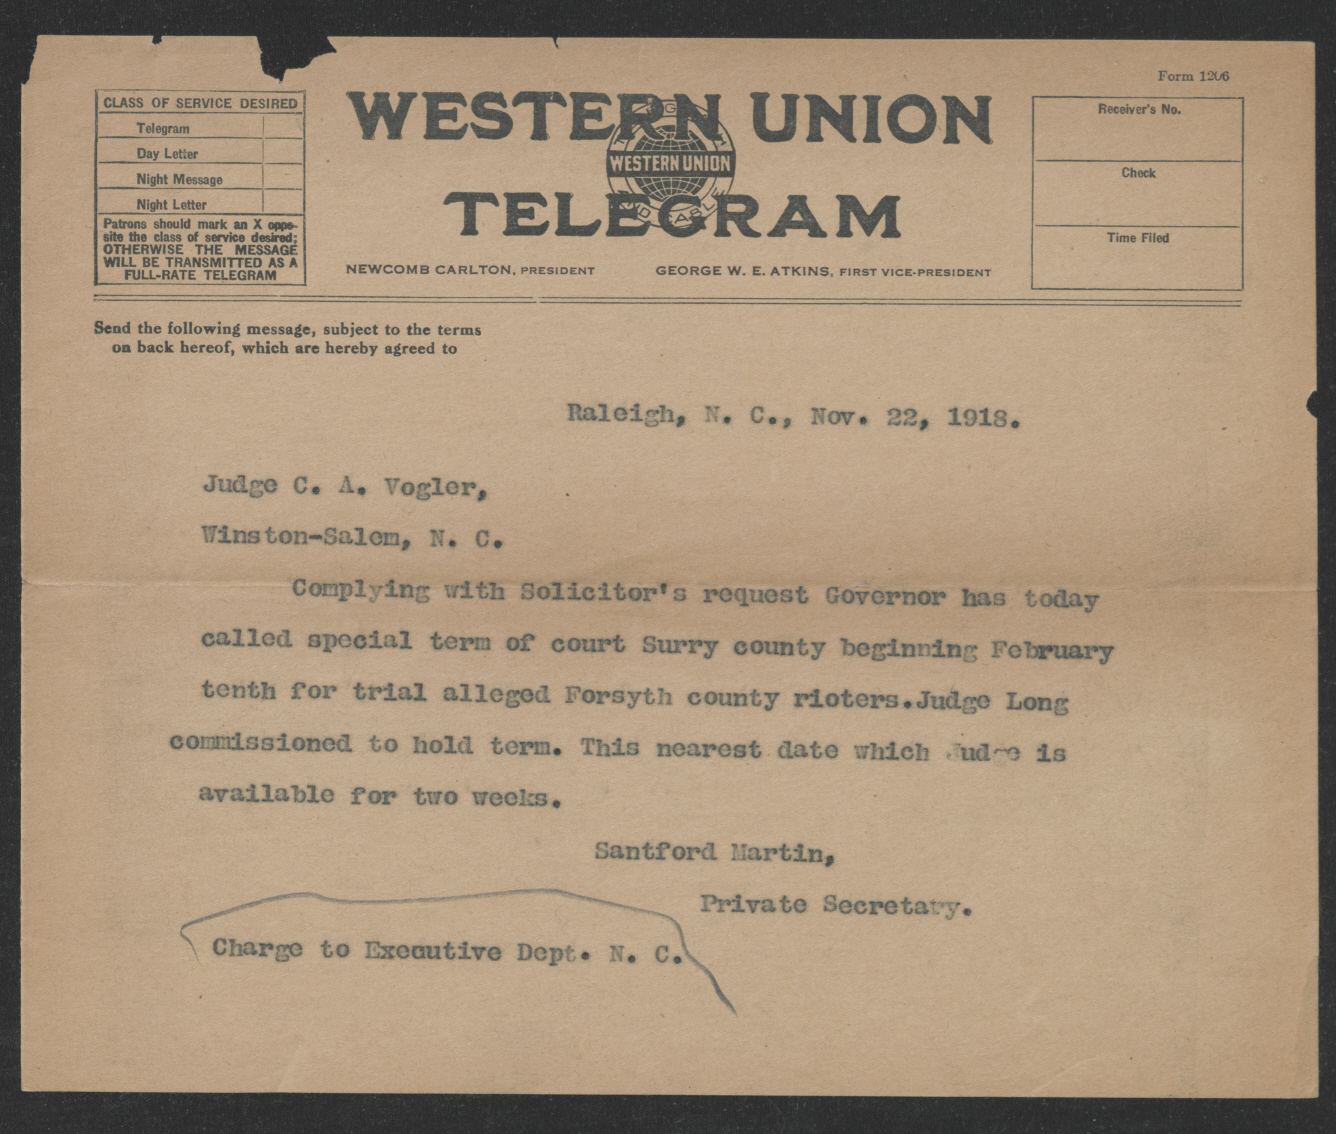 Form 1206
CLASS OF SERVICE DESIRED
Telegram
Day Letter
Night Message
Night Letter
Patrons should mark an X oppo-
site the class of service desired;
OTHERWISE THE MESSAGE
WILL BE TRANSMITTED AS A
FULL-RATE TELEGRAM
WESTERN UNION
WESTERN UNION
TELEGRAM
NEWCOMB CARLTON, PRESIDENT
GEORGE W. E. ATKINS, FIRST VICE-PRESIDENT
Receiver's No.
Check
Time Filed
Send the following message, subject to the terms
on back hereof, which are hereby agreed to
Raleigh, N. C., Nov. 22, 1918.
Judge C. A. Vogler,
Winston-Salem, N. C.
Complying with Solicitor's request Governor has today
called special term of court Surry county beginning February
tenth for trial alleged Forsyth county rioters.Judge Long
commissioned to hold term. This nearest date which Judge is
available for two weeks.
Santford Martin,
Private Secretary.
Charge to Executive Dept. N. C.